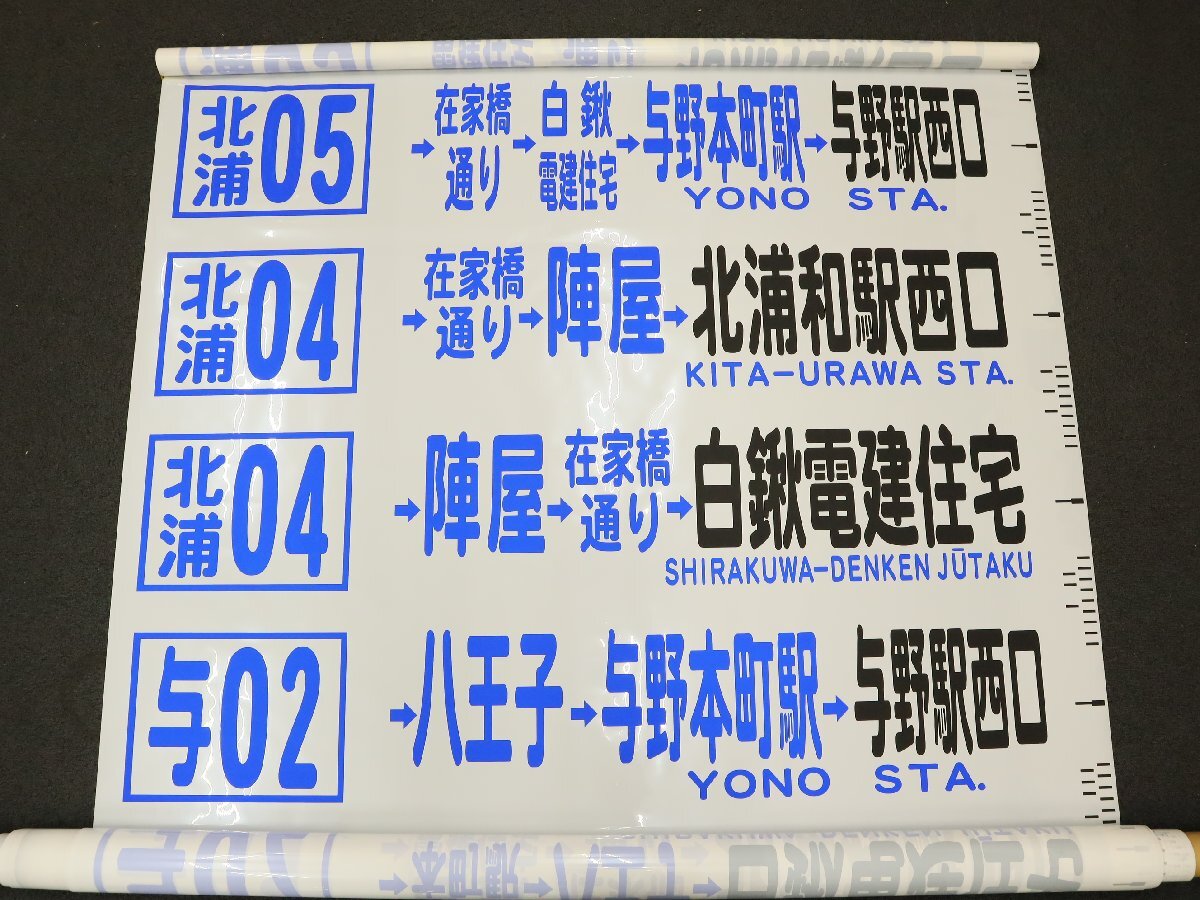 北浦05 →在家橋通り→白鍬電建住宅→与野本町駅→与野駅西口
YONO STA.
北浦04 →在家橋通り→陣屋→北浦和駅西口
KITA-URAWA STA.
北浦04 →陣屋→在家橋通り→白鍬電建住宅
SHIRAKUWA-DENKEN JŪTAKU
与02 →八王子→与野本町駅→与野駅西口
YONO STA.